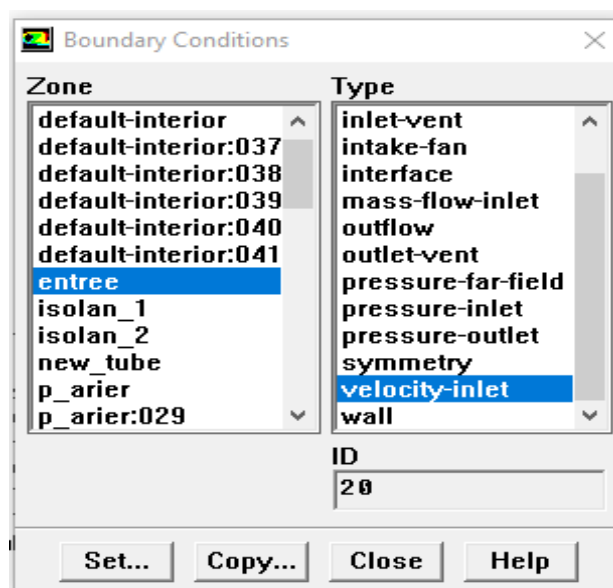 Boundary Conditions
Zone
default-interior
default-interior:037
default-interior:038
default-interior:039
default-interior:040
default-interior:041
entree
isolan_1
isolan_2
new_tube
p_arier
p_arier:029
Type
inlet-vent
intake-fan
interface
mass-flow-inlet
outflow
outlet-vent
pressure-far-field
pressure-inlet
pressure-outlet
symmetry
velocity-inlet
wall
ID
20
Set... Copy... Close Help